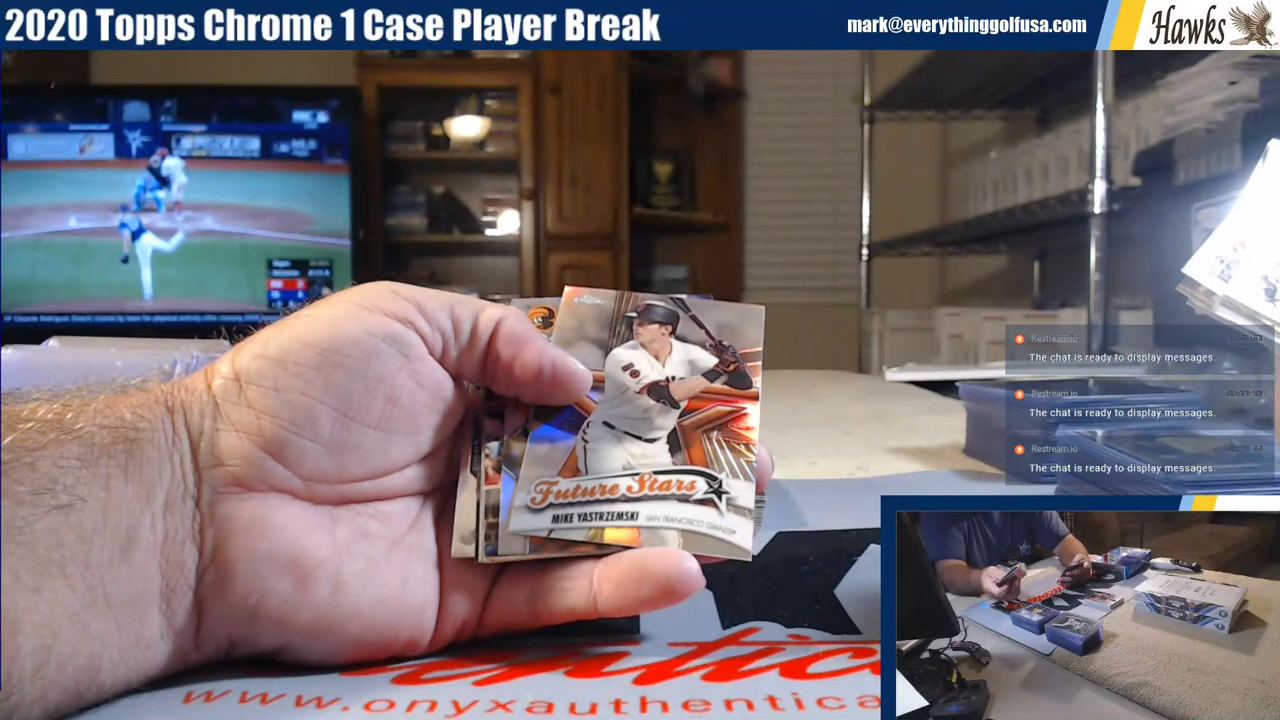 2020 Topps Chrome 1 Case Player Break
mark@everythinggolfusa.com
Hawks
Future Stars
MIKE YASTRZEMSKI SAN FRANCISCO GIANTS
Restream.io
The chat is ready to display messages.
Restream.io
The chat is ready to display messages.
Restream.io
The chat is ready to display messages.
www.onyxauthentica